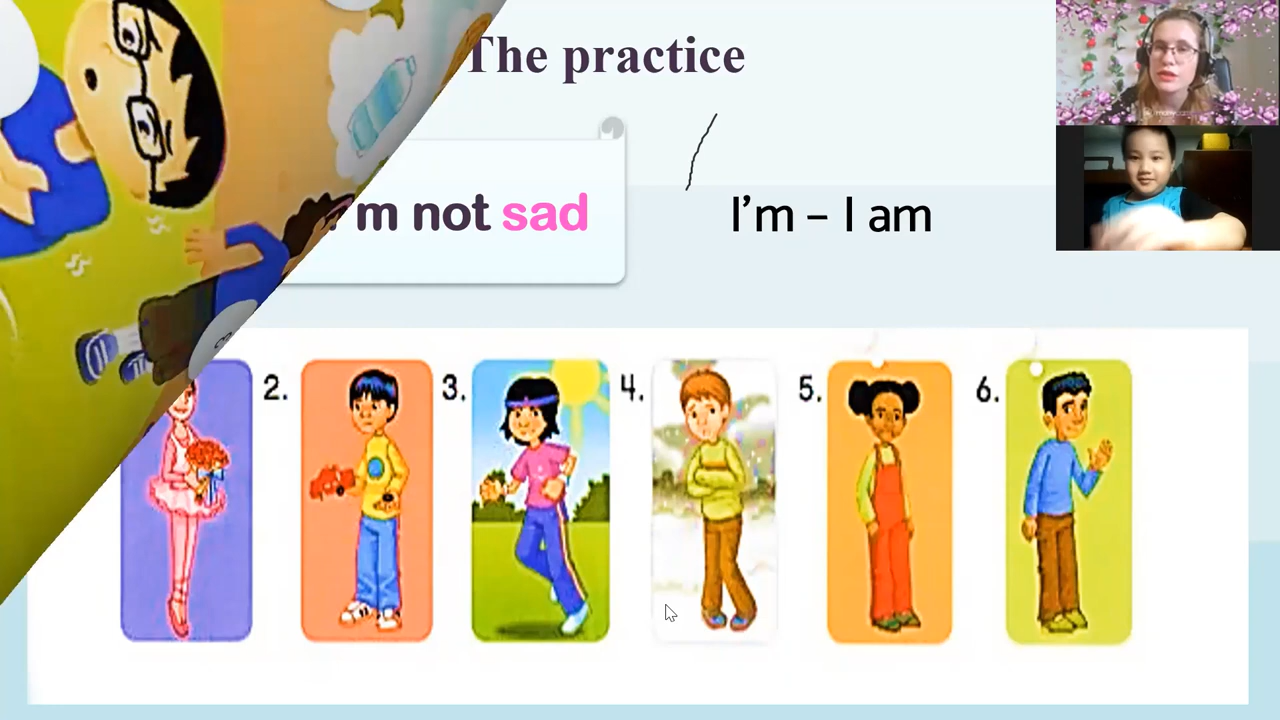 The practice
'm not sad
I'm – I am
2.
3.
4.
5.
6.